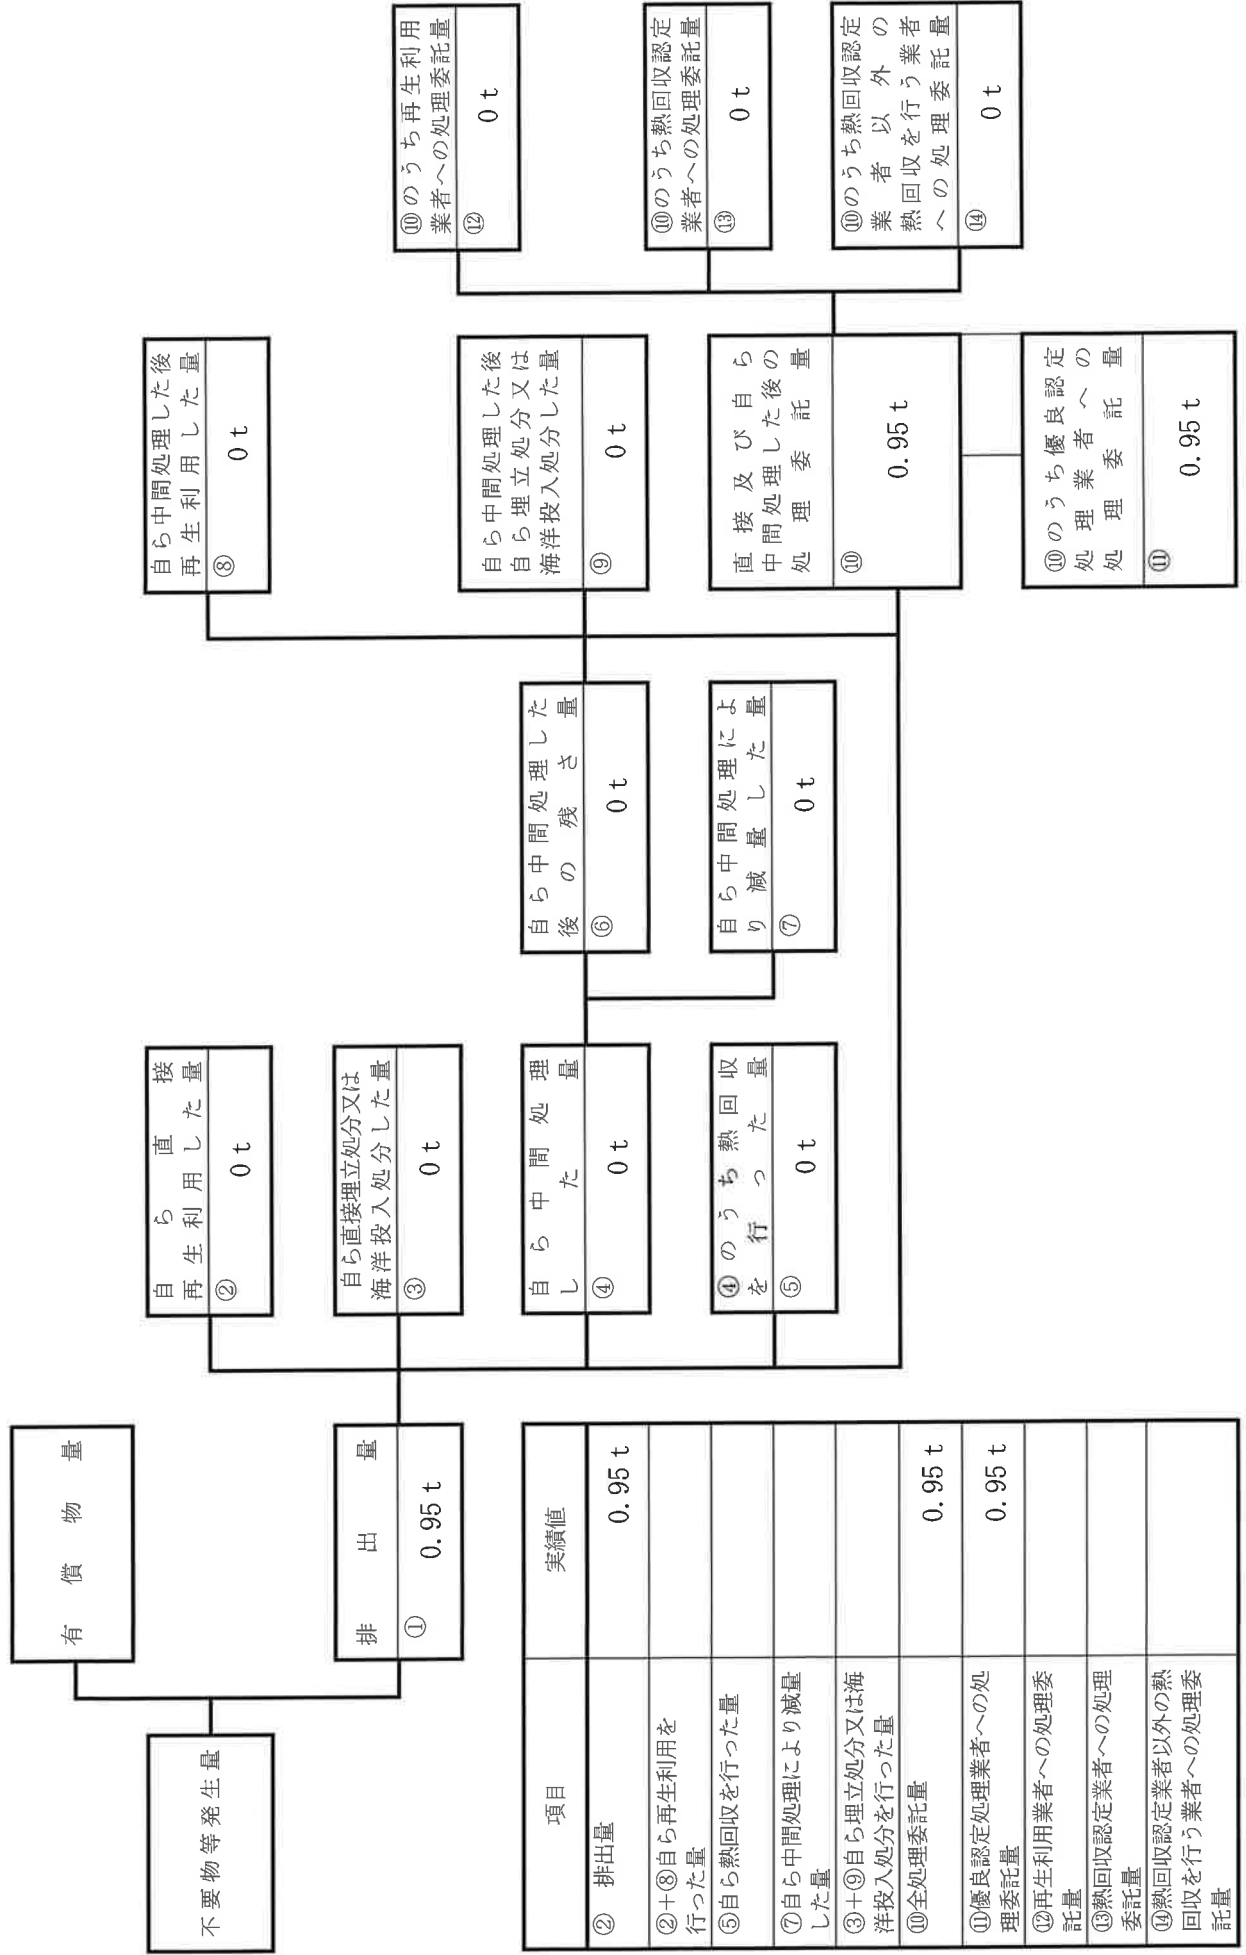 不要物等発生量
有償物量
排出量
① 0.95t
自ら直接
再生利用した量
② 0t
自ら直接埋立処分又は
海洋投入処分した量
③ 0t
自ら中間処理
した量
④ 0t
④のうち熱回収
を行った量
⑤ 0t
自ら中間処理した
後の残さ量
⑥ 0t
自ら中間処理によ
り減量した量
⑦ 0t
自ら中間処理した後
再生利用した量
⑧ 0t
自ら中間処理した後
自ら埋立処分又は
海洋投入処分した量
⑨ 0t
直接及び自ら
中間処理した後の
処理委託量
⑩ 0.95t
⑩のうち優良認定
処理業者への
処理委託量
⑪ 0.95t
⑩のうち再生利用
業者への処理委託量
⑫ 0t
⑩のうち熱回収認定
業者への処理委託量
⑬ 0t
⑩のうち熱回収認定
業者以外の
熱回収を行う業者
への処理委託量
⑭ 0t
項目 実績値
② 排出量 0.95t
②＋⑧自ら再生利用を
行った量
⑤自ら熱回収を行った量
⑦自ら中間処理により減量
した量
③＋⑨自ら埋立処分又は海
洋投入処分を行った量
⑩全処理委託量 0.95t
⑪優良認定処理業者への処
理委託量 0.95t
⑫再生利用業者への処理委
託量
⑬熱回収認定業者への処理
委託量
⑭熱回収認定業者以外の熱
回収を行う業者への処理委
託量